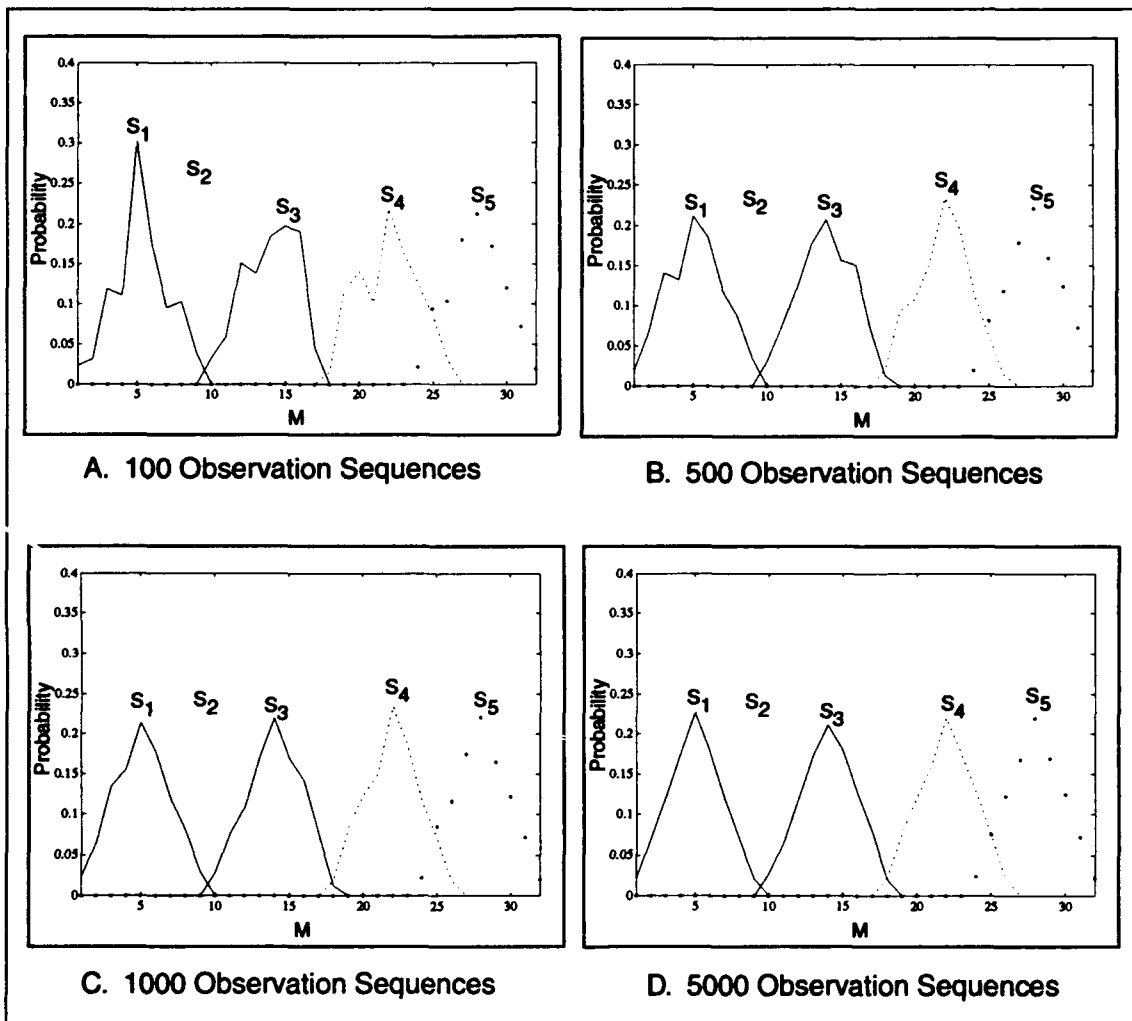 0.4
0.35
0.3
0.25
0.2
0.15
0.1
0.05
0
Probability
S1
S2
S3
S4
S5
5
10
15
20
25
30
M
A. 100 Observation Sequences
0.4
0.35
0.3
0.25
0.2
0.15
0.1
0.05
0
Probability
S1
S2
S3
S4
S5
5
10
15
20
25
30
M
B. 500 Observation Sequences
0.4
0.35
0.3
0.25
0.2
0.15
0.1
0.05
0
Probability
S1
S2
S3
S4
S5
5
10
15
20
25
30
M
C. 1000 Observation Sequences
0.4
0.35
0.3
0.25
0.2
0.15
0.1
0.05
0
Probability
S1
S2
S3
S4
S5
5
10
15
20
25
30
M
D. 5000 Observation Sequences